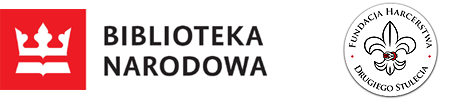 BIBLIOTEKA
NARODOWA
FUNDACJA HARCERSTWA
DRUGIEGO STULECIA